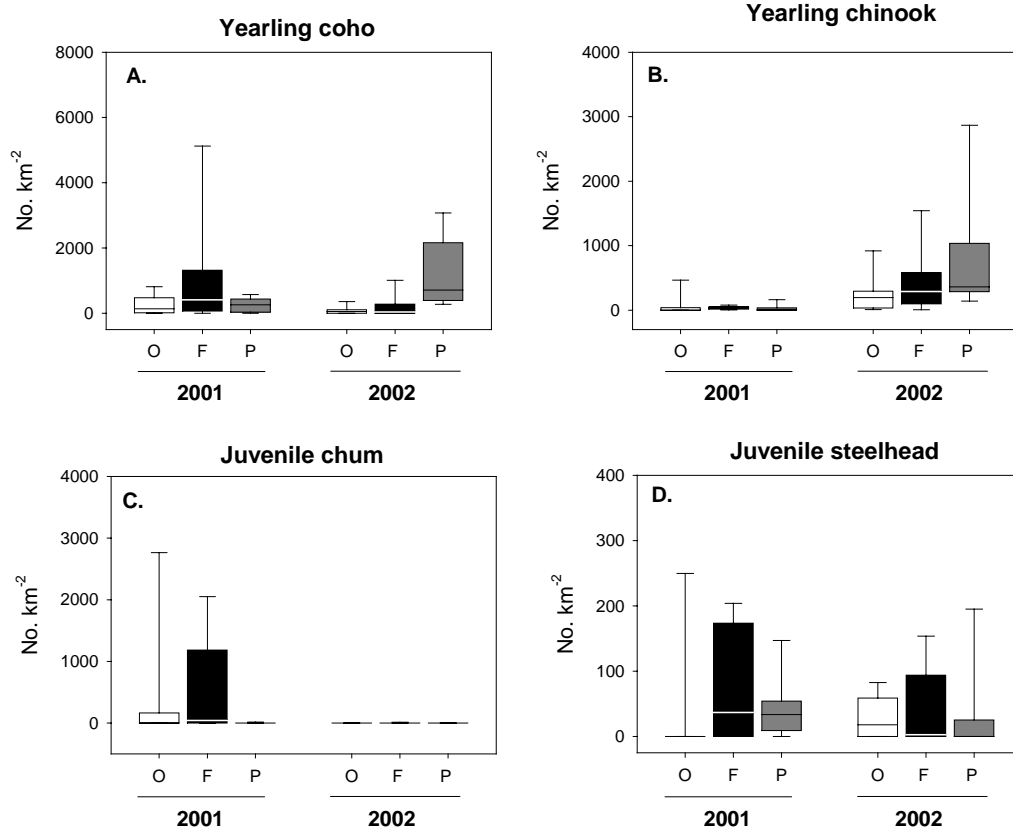 Yearling coho
8000
6000
4000
2000
0
No. km-2
A.
O F P O F P
2001 2002
Yearling chinook
4000
3000
2000
1000
0
No. km-2
B.
O F P O F P
2001 2002
Juvenile chum
4000
3000
2000
1000
0
No. km-2
C.
O F P O F P
2001 2002
Juvenile steelhead
400
300
200
100
0
No. km-2
D.
O F P O F P
2001 2002